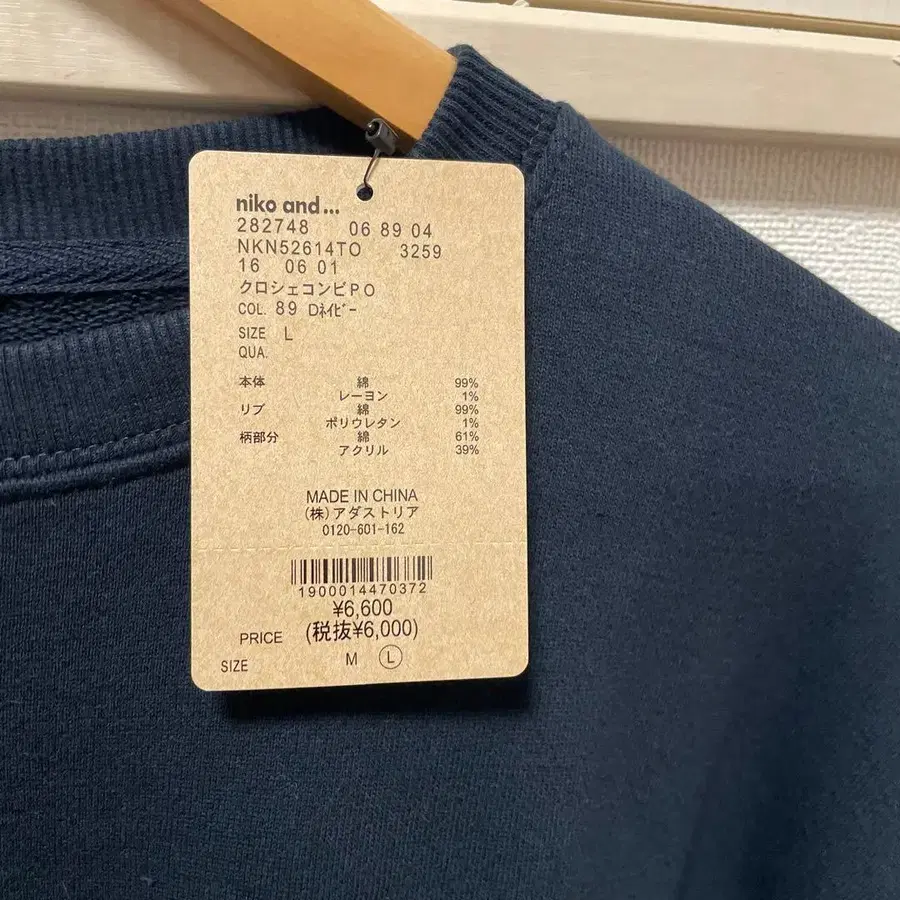 niko and...
282748 06 89 04
NKN52614TO 3259
16 06 01
クロシェコンビPO
COL. 89 Dﾈｲﾋﾞｰ
SIZE L
QUA.
本体 綿 99%
レーヨン 1%
リブ 綿 99%
ポリウレタン 1%
柄部分 綿 61%
アクリル 39%
MADE IN CHINA
(株)アダストリア
0120-601-162
1900014470372
¥6,600
PRICE (税抜¥6,000)
SIZE M Ⓛ